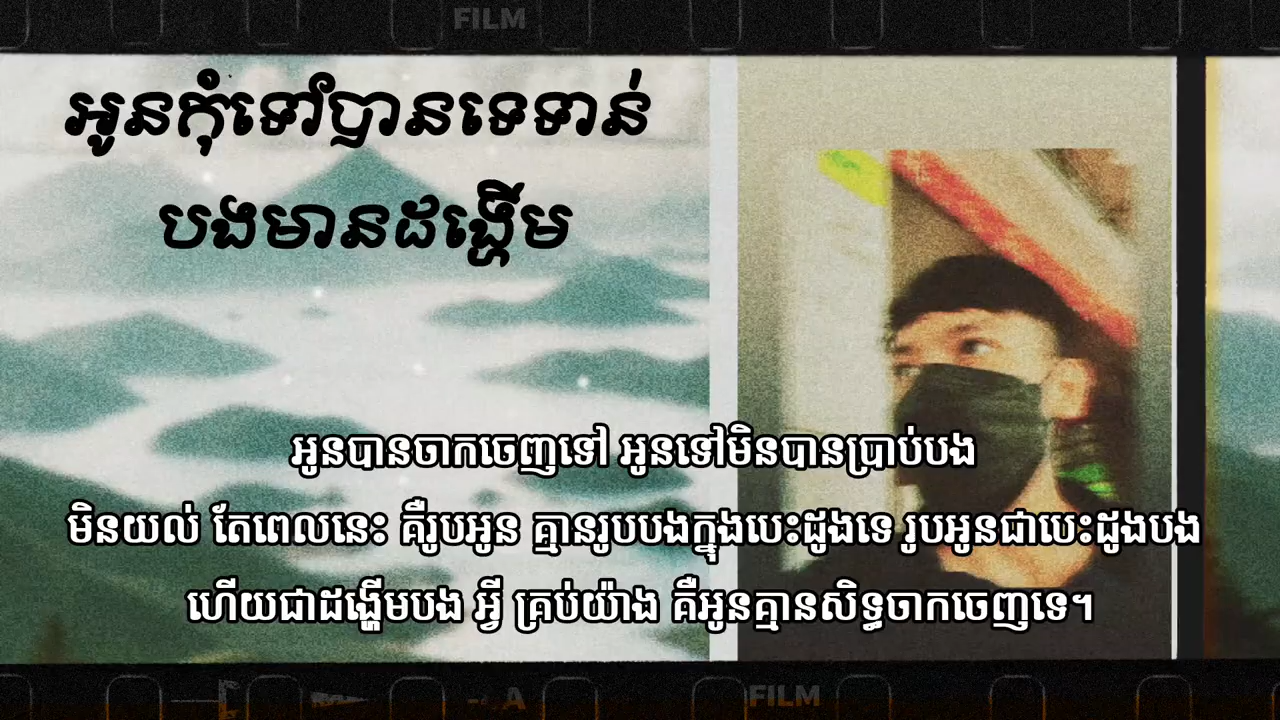 FILM
អូនកុំទៅបានទេទាន់
បងមានដង្ហើម
អូនបានចាកចេញទៅ អូនទៅមិនបានប្រាប់បង
មិនយល់ តែពេលនេះ គឺរូបអូន គ្មានរូបបងក្នុងបេះដូងទេ រូបអូនជាបេះដូងបង
ហើយជាដង្ហើមបង អ្វី គ្រប់យ៉ាង គឺអូនគ្មានសិទ្ធចាកចេញទេ។
FILM